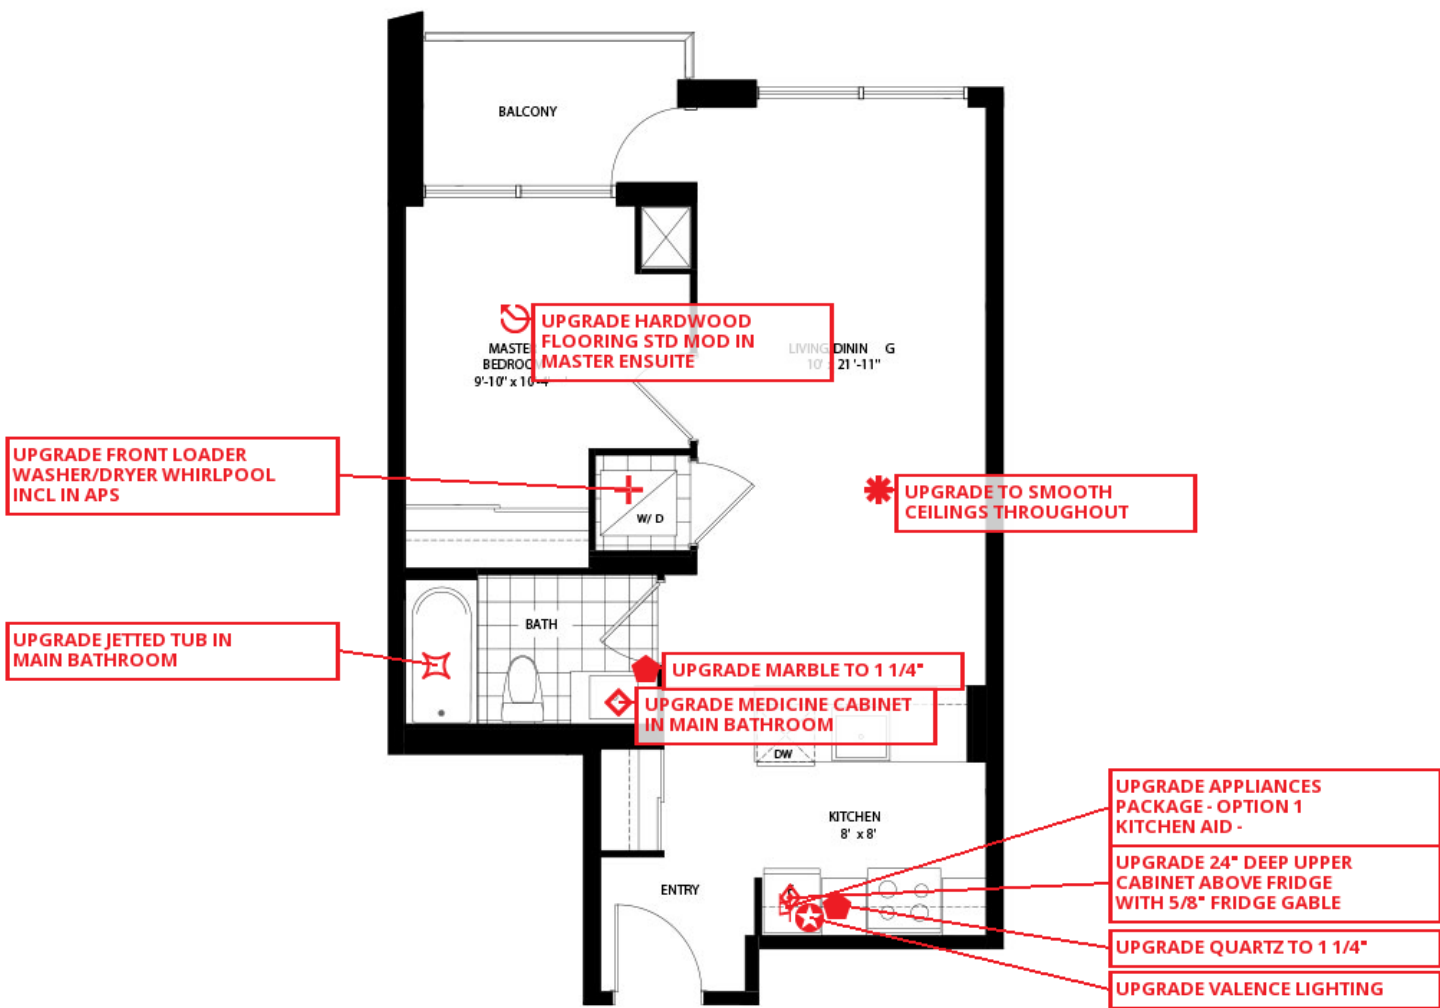 BALCONY
UPGRADE HARDWOOD
FLOORING STD MOD IN
MASTER ENSUITE
MASTE
BEDROO
9'-10" x 10'-4"
LIVING/DININ G
10' x 21'-11"
UPGRADE FRONT LOADER
WASHER/DRYER WHIRLPOOL
INCL IN APS
W/ D
UPGRADE TO SMOOTH
CEILINGS THROUGHOUT
BATH
UPGRADE JETTED TUB IN
MAIN BATHROOM
UPGRADE MARBLE TO 1 1/4"
UPGRADE MEDICINE CABINET
IN MAIN BATHROOM
DW
KITCHEN
8' x 8'
ENTRY
UPGRADE APPLIANCES
PACKAGE - OPTION 1
KITCHEN AID -
UPGRADE 24" DEEP UPPER
CABINET ABOVE FRIDGE
WITH 5/8" FRIDGE GABLE
UPGRADE QUARTZ TO 1 1/4"
UPGRADE VALENCE LIGHTING